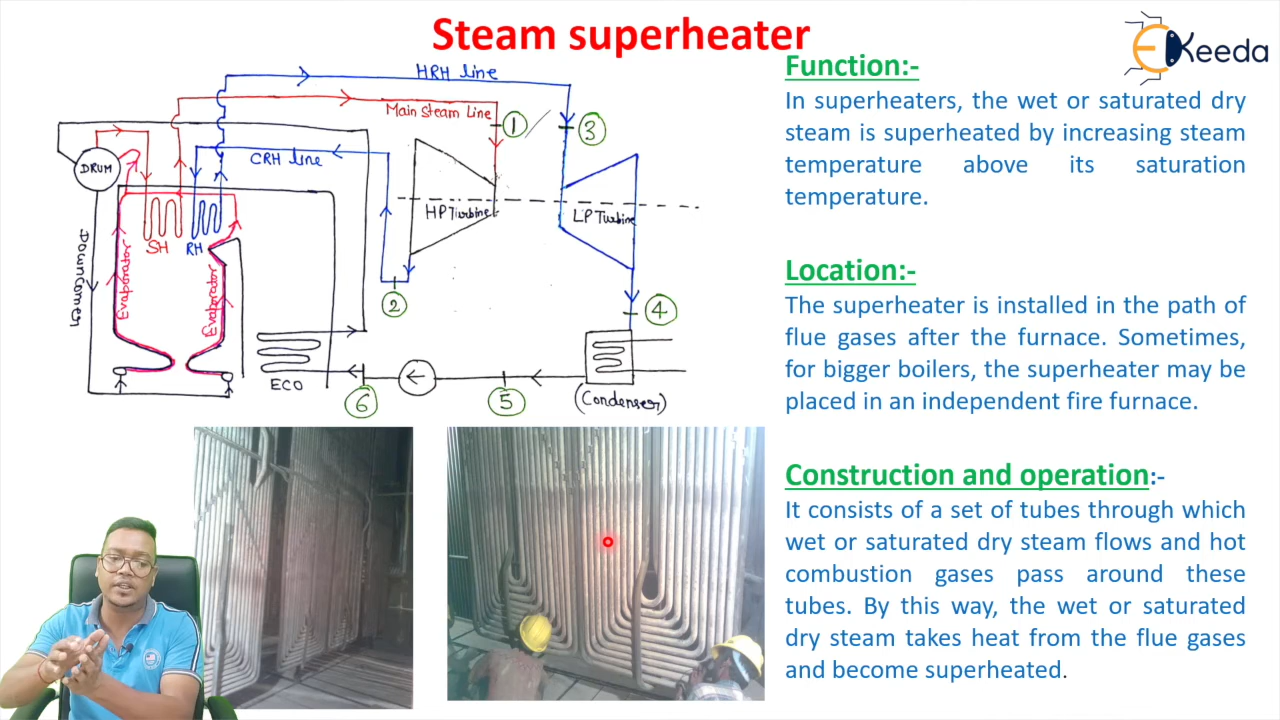 Steam superheater
EKeeda
HRH line
Main Steam Line
1
3
CRH line
DRUM
HP Turbine
LP Turbine
SH
RH
Downcomer
Evaporator
Evaporator
2
4
ECO
6
5
(Condenser)
Function:-
In superheaters, the wet or saturated dry
steam is superheated by increasing steam
temperature above its saturation
temperature.
Location:-
The superheater is installed in the path of
flue gases after the furnace. Sometimes,
for bigger boilers, the superheater may be
placed in an independent fire furnace.
Construction and operation:-
It consists of a set of tubes through which
wet or saturated dry steam flows and hot
combustion gases pass around these
tubes. By this way, the wet or saturated
dry steam takes heat from the flue gases
and become superheated.